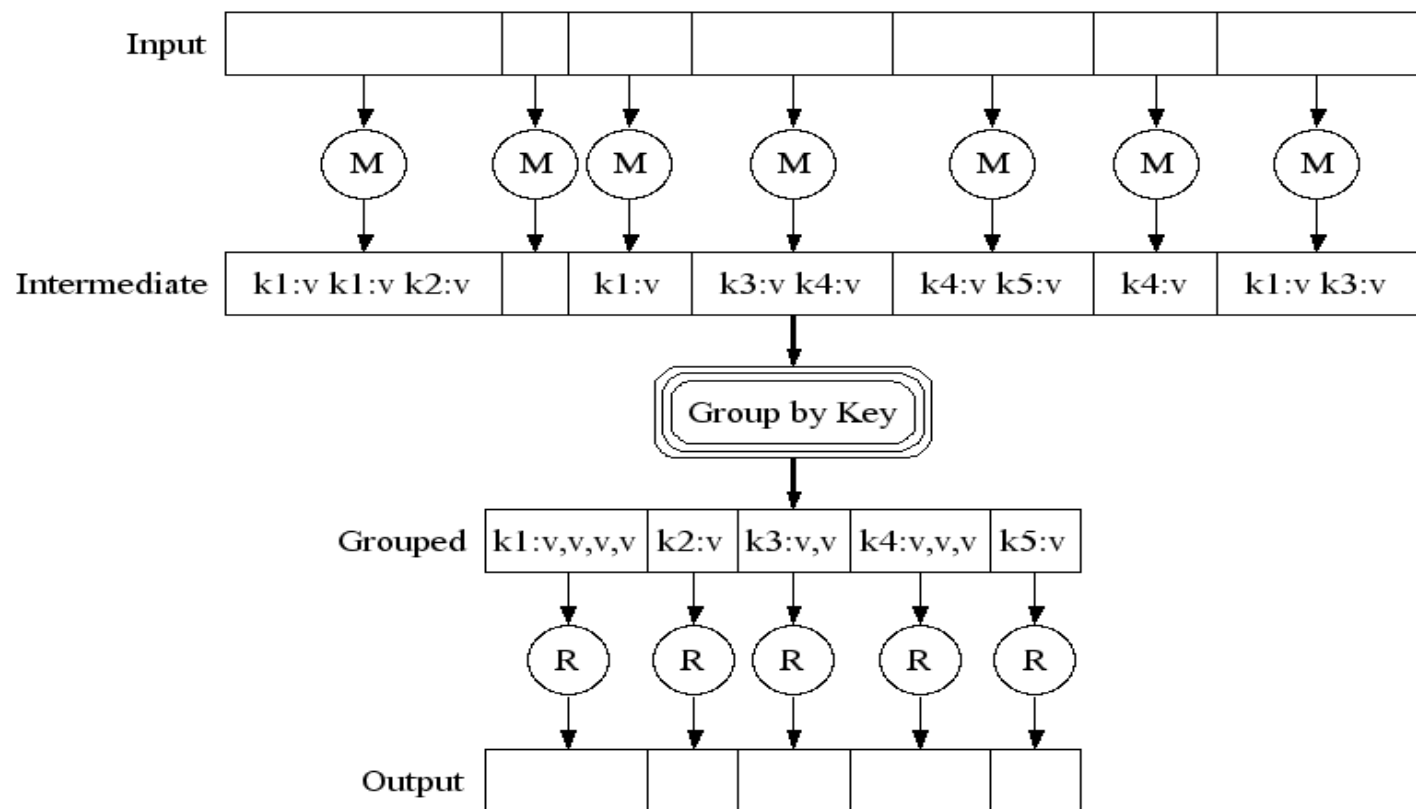 Input
M M M M M M M
Intermediate k1:v k1:v k2:v k1:v k3:v k4:v k4:v k5:v k4:v k1:v k3:v
Group by Key
Grouped k1:v,v,v,v k2:v k3:v,v k4:v,v,v k5:v
R R R R R
Output